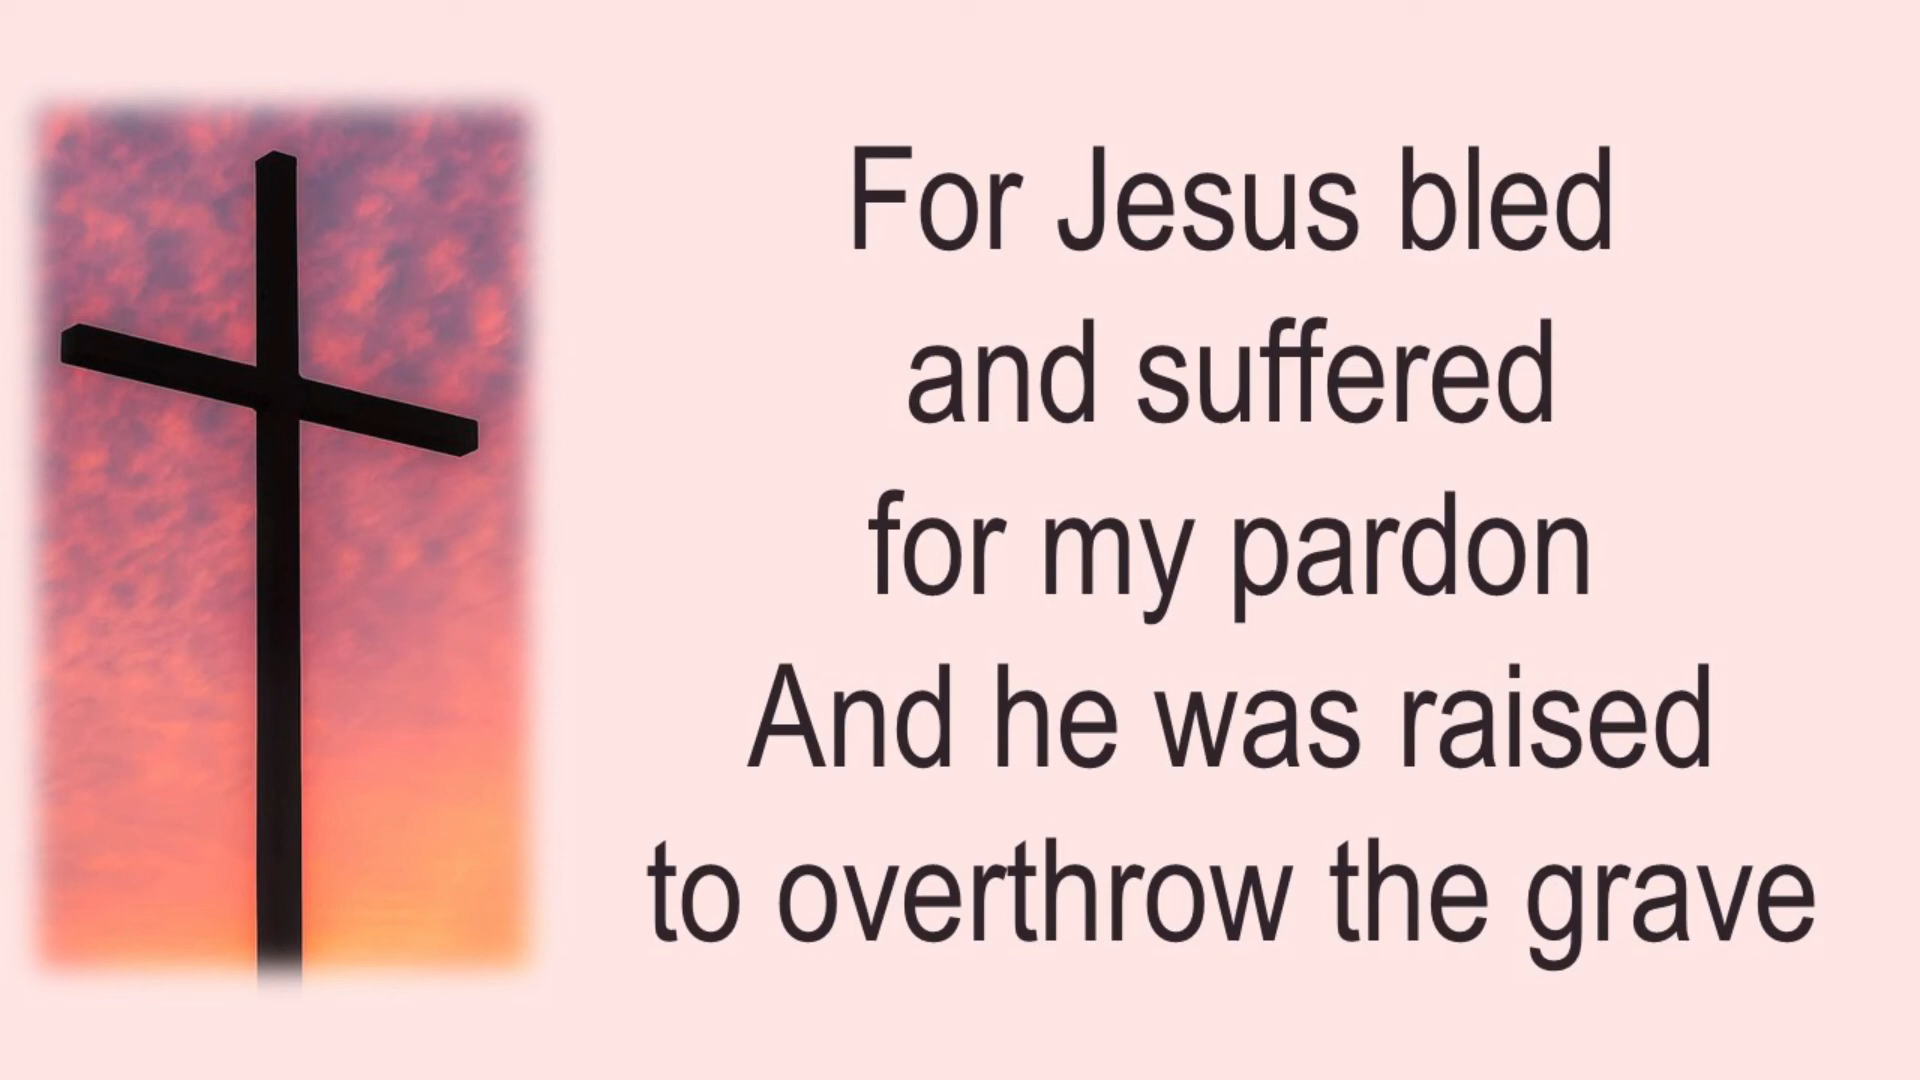 For Jesus bled
and suffered
for my pardon
And he was raised
to overthrow the grave